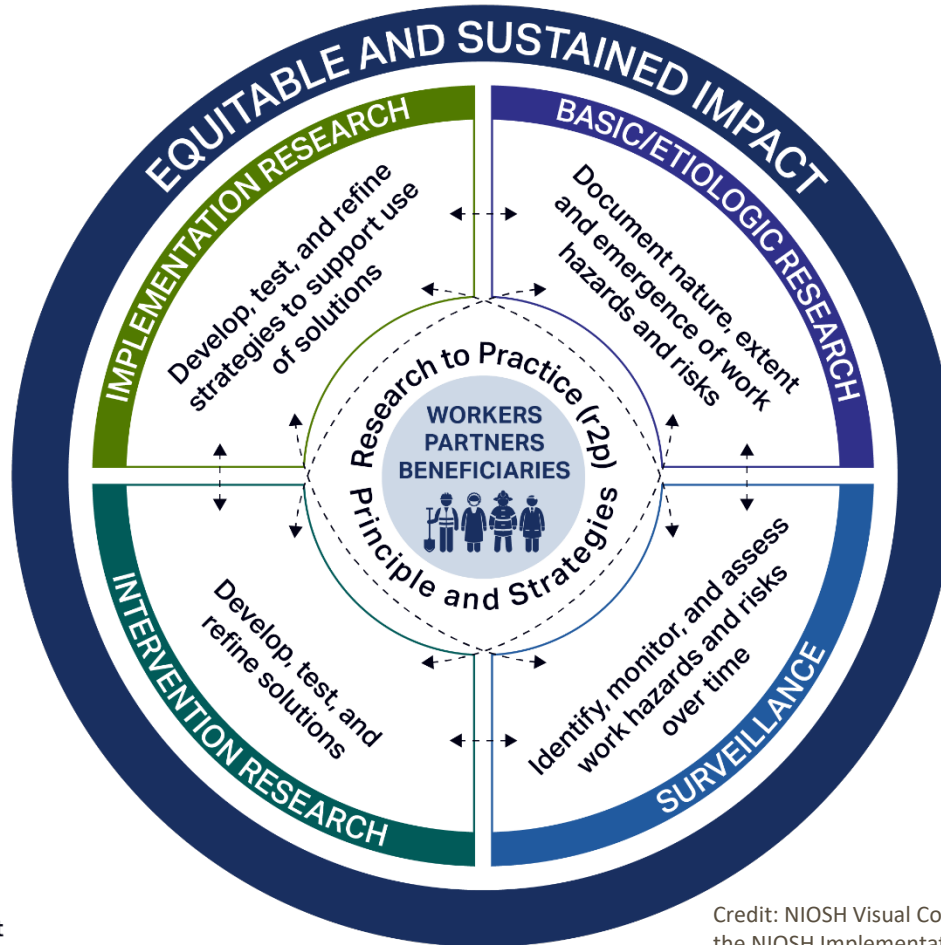 EQUITABLE AND SUSTAINED IMPACT
IMPLEMENTATION RESEARCH
Develop, test, and refine
strategies to support use
of solutions
BASIC/ETIOLOGIC RESEARCH
Document nature, extent
and emergence of work
hazards and risks
Research to Practice (r2p)
WORKERS
PARTNERS
BENEFICIARIES
Principle and Strategies
INTERVENTION RESEARCH
Develop, test, and
refine solutions
SURVEILLANCE
Identify, monitor, and assess
work hazards and risks
over time
Credit: NIOSH Visual Co
the NIOSH Implementat